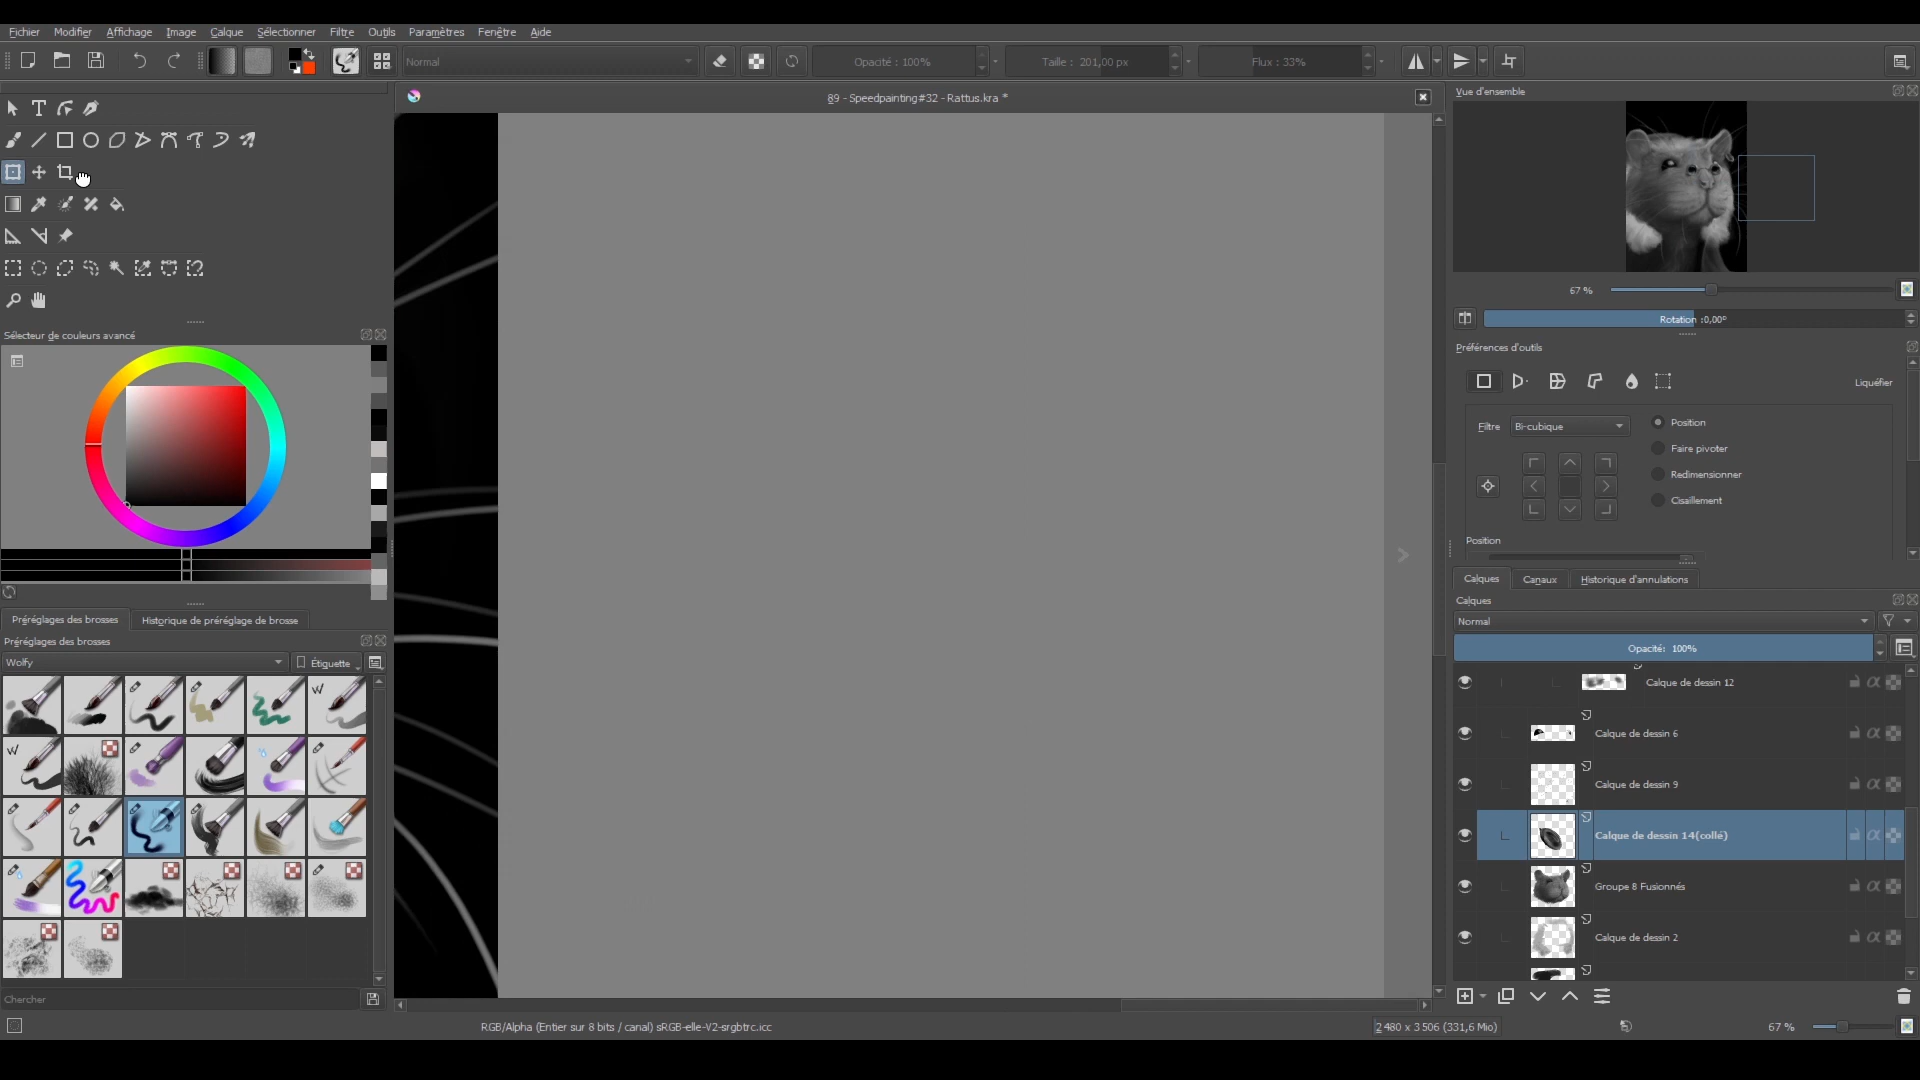 Fichier Modifier Affichage Image Calque Sélectionner Filtre Outils Paramètres Fenêtre Aide
Normal Opacité : 100% Taille : 201,00 px Flux : 33%
89 - Speedpainting#32 - Rattus.kra *
Vue d'ensemble
67 %
Rotation :0,00°
Préférences d'outils
Liquéfier
Filtre Bi-cubique
Position
Faire pivoter
Redimensionner
Cisaillement
Position
Sélecteur de couleurs avancé
Préréglages des brosses Historique de préréglage de brosse
Préréglages des brosses
Wolfy Étiquette
W
W
Chercher
Calques Canaux Historique d'annulations
Calques
Normal
Opacité: 100%
Calque de dessin 12
Calque de dessin 6
Calque de dessin 9
Calque de dessin 14(collé)
Groupe 8 Fusionnés
Calque de dessin 2
RGB/Alpha (Entier sur 8 bits / canal) sRGB-elle-V2-srgbtrc.icc
2 480 x 3 506 (331,6 Mio)
67 %